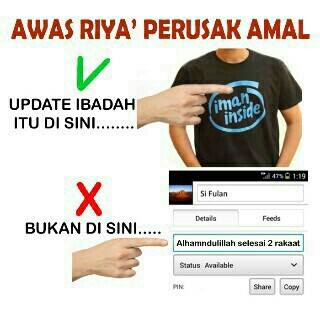 AWAS RIYA' PERUSAK AMAL
UPDATE IBADAH
ITU DI SINI........
iman
inside
47% 1:19
Si Fulan
BUKAN DI SINI.....
Details Feeds
Alhamndulillah selesai 2 rakaat
Status Available
PIN: Share Copy